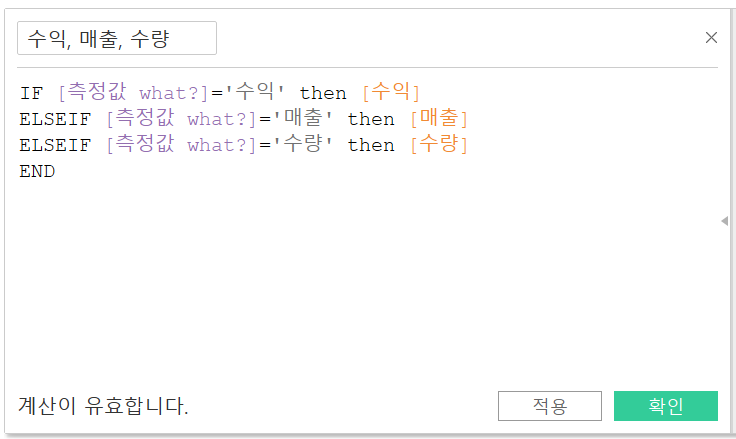 수익, 매출, 수량
IF [측정값 what?]='수익' then [수익]
ELSEIF [측정값 what?]='매출' then [매출]
ELSEIF [측정값 what?]='수량' then [수량]
END
계산이 유효합니다.
적용
확인